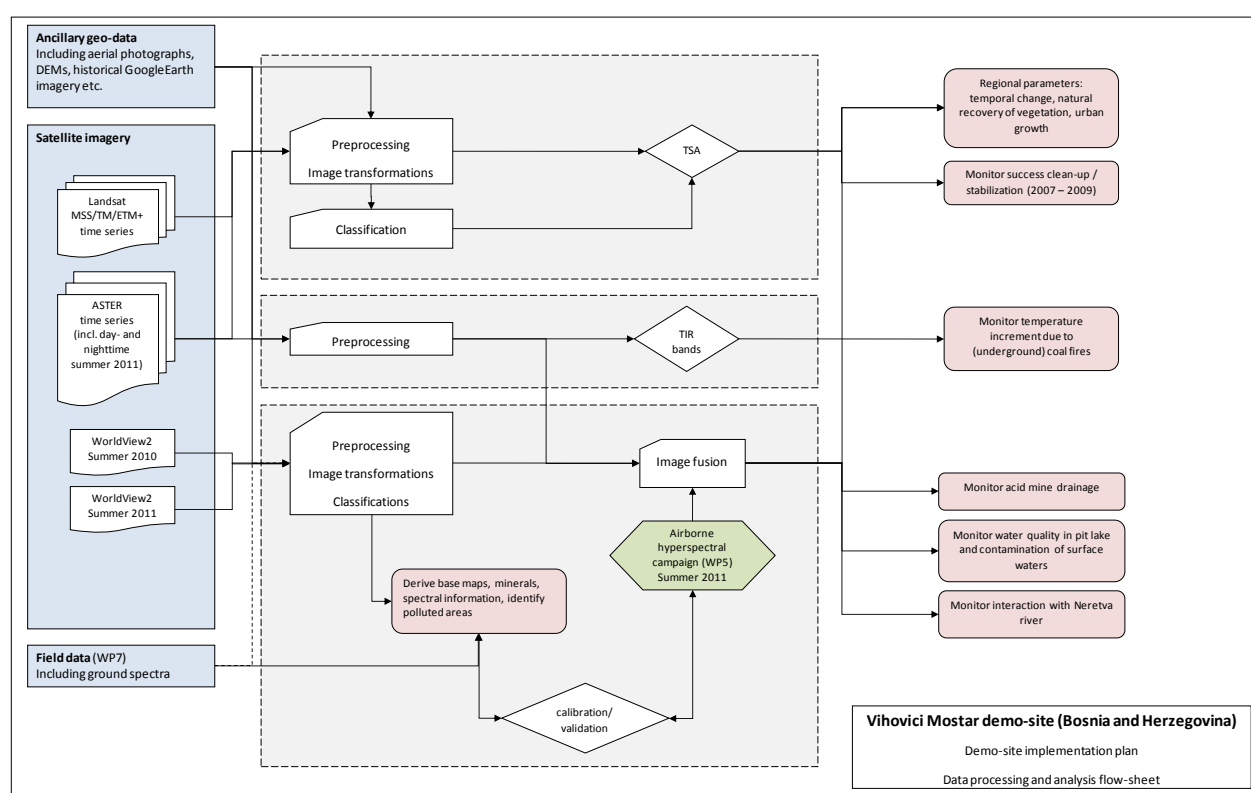 Ancillary geo-data
Including aerial photographs,
DEMs, historical GoogleEarth
imagery etc.
Satellite imagery
Landsat
MSS/TM/ETM+
time series
ASTER
time series
(incl. day- and
nighttime
summer 2011)
WorldView2
Summer 2010
WorldView2
Summer 2011
Field data (WP7)
Including ground spectra
Preprocessing
Image transformations
Classification
TSA
Preprocessing
TIR
bands
Preprocessing
Image transformations
Classifications
Image fusion
Airborne
hyperspectral
campaign (WP5)
Summer 2011
Derive base maps, minerals,
spectral information, identify
polluted areas
calibration/
validation
Regional parameters:
temporal change, natural
recovery of vegetation, urban
growth
Monitor success clean-up /
stabilization (2007 – 2009)
Monitor temperature
increment due to
(underground) coal fires
Monitor acid mine drainage
Monitor water quality in pit lake
and contamination of surface
waters
Monitor interaction with Neretva
river
Vihovici Mostar demo-site (Bosnia and Herzegovina)
Demo-site implementation plan
Data processing and analysis flow-sheet